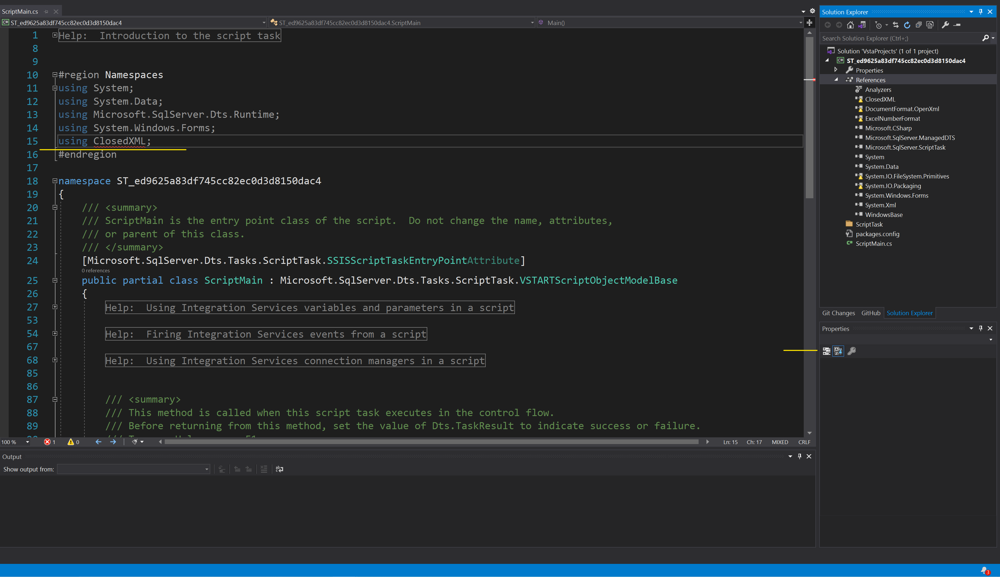 ScriptMain.cs
ST_ed9625a83df745cc82ec0d3d8150dac4
ST_ed9625a83df745cc82ec0d3d8150dac4.ScriptMain
Main()
1 Help:  Introduction to the script task
8
9
10 #region Namespaces
11 using System;
12 using System.Data;
13 using Microsoft.SqlServer.Dts.Runtime;
14 using System.Windows.Forms;
15 using ClosedXML;
16 #endregion
17
18 namespace ST_ed9625a83df745cc82ec0d3d8150dac4
19 {
20 /// <summary>
21 /// ScriptMain is the entry point class of the script.  Do not change the name, attributes,
22 /// or parent of this class.
23 /// </summary>
24 [Microsoft.SqlServer.Dts.Tasks.ScriptTask.SSISScriptTaskEntryPointAttribute]
0 references
25 public partial class ScriptMain : Microsoft.SqlServer.Dts.Tasks.ScriptTask.VSTARTScriptObjectModelBase
26 {
27 Help:  Using Integration Services variables and parameters in a script
53
54 Help:  Firing Integration Services events from a script
67
68 Help:  Using Integration Services connection managers in a script
85
86
87 /// <summary>
88 /// This method is called when this script task executes in the control flow.
89 /// Before returning from this method, set the value of Dts.TaskResult to indicate success or failure.
100 %
1
0
Ln: 15
Ch: 17
MIXED
CRLF
Output
Show output from:
Solution Explorer
Search Solution Explorer (Ctrl+;)
Solution 'VstaProjects' (1 of 1 project)
C# ST_ed9625a83df745cc82ec0d3d8150dac4
Properties
References
Analyzers
ClosedXML
DocumentFormat.OpenXml
ExcelNumberFormat
Microsoft.CSharp
Microsoft.SqlServer.ManagedDTS
Microsoft.SqlServer.ScriptTask
System
System.Data
System.IO.FileSystem.Primitives
System.IO.Packaging
System.Windows.Forms
System.Xml
WindowsBase
ScriptTask
packages.config
C# ScriptMain.cs
Git Changes
GitHub
Solution Explorer
Properties
3